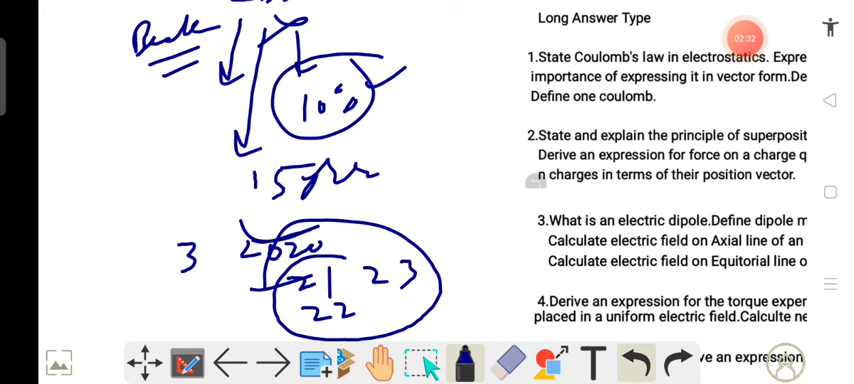 Book
10%
15 year
3 2020
21 23
22
02:32
Long Answer Type
1.State Coulomb's law in electrostatics. Expre
importance of expressing it in vector form.De
Define one coulomb.
2.State and explain the principle of superposit
Derive an expression for force on a charge q
n charges in terms of their position vector.
3.What is an electric dipole.Define dipole m
Calculate electric field on Axial line of an
Calculate electric field on Equitorial line o
4.Derive an expression for the torque exper
placed in a uniform electric field.Calculte ne
ve an expression
T